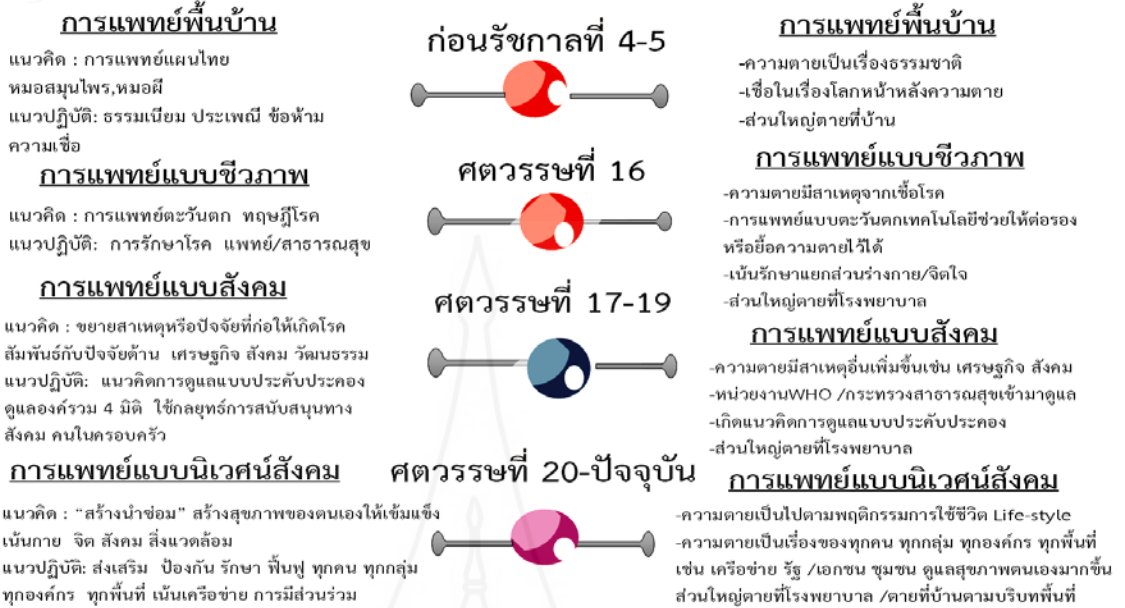 การแพทย์พื้นบ้าน
แนวคิด : การแพทย์แผนไทย
หมอสมุนไพร,หมอผี
แนวปฏิบัติ: ธรรมเนียม ประเพณี ข้อห้าม
ความเชื่อ
ก่อนรัชกาลที่ 4-5
การแพทย์พื้นบ้าน
-ความตายเป็นเรื่องธรรมชาติ
-เชื่อในเรื่องโลกหน้าหลังความตาย
-ส่วนใหญ่ตายที่บ้าน
การแพทย์แบบชีวภาพ
แนวคิด : การแพทย์ตะวันตก ทฤษฎีโรค
แนวปฏิบัติ: การรักษาโรค แพทย์/สาธารณสุข
ศตวรรษที่ 16
การแพทย์แบบชีวภาพ
-ความตายมีสาเหตุจากเชื้อโรค
-การแพทย์แบบตะวันตกเทคโนโลยีช่วยให้ต่อรอง
หรือยื้อความตายไว้ได้
-เน้นรักษาแยกส่วนร่างกาย/จิตใจ
-ส่วนใหญ่ตายที่โรงพยาบาล
การแพทย์แบบสังคม
แนวคิด : ขยายสาเหตุหรือปัจจัยที่ก่อให้เกิดโรค
สัมพันธ์กับปัจจัยด้าน เศรษฐกิจ สังคม วัฒนธรรม
แนวปฏิบัติ: แนวคิดการดูแลแบบประคับประคอง
ดูแลองค์รวม 4 มิติ ใช้กลยุทธ์การสนับสนุนทาง
สังคม คนในครอบครัว
ศตวรรษที่ 17-19
การแพทย์แบบสังคม
-ความตายมีสาเหตุอื่นเพิ่มขึ้นเช่น เศรษฐกิจ สังคม
-หน่วยงานWHO /กระทรวงสาธารณสุขเข้ามาดูแล
-เกิดแนวคิดการดูแลแบบประคับประคอง
-ส่วนใหญ่ตายที่โรงพยาบาล
การแพทย์แบบนิเวศน์สังคม
แนวคิด : “สร้างนำซ่อม” สร้างสุขภาพของตนเองให้เข้มแข็ง
เน้นกาย จิต สังคม สิ่งแวดล้อม
แนวปฏิบัติ: ส่งเสริม ป้องกัน รักษา ฟื้นฟู ทุกคน ทุกกลุ่ม
ทุกองค์กร ทุกพื้นที่ เน้นเครือข่าย การมีส่วนร่วม
ศตวรรษที่ 20-ปัจจุบัน
การแพทย์แบบนิเวศน์สังคม
-ความตายเป็นไปตามพฤติกรรมการใช้ชีวิต Life-style
-ความตายเป็นเรื่องของทุกคน ทุกกลุ่ม ทุกองค์กร ทุกพื้นที่
เช่น เครือข่าย รัฐ /เอกชน ชุมชน ดูแลสุขภาพตนเองมากขึ้น
ส่วนใหญ่ตายที่โรงพยาบาล /ตายที่บ้านตามบริบทพื้นที่